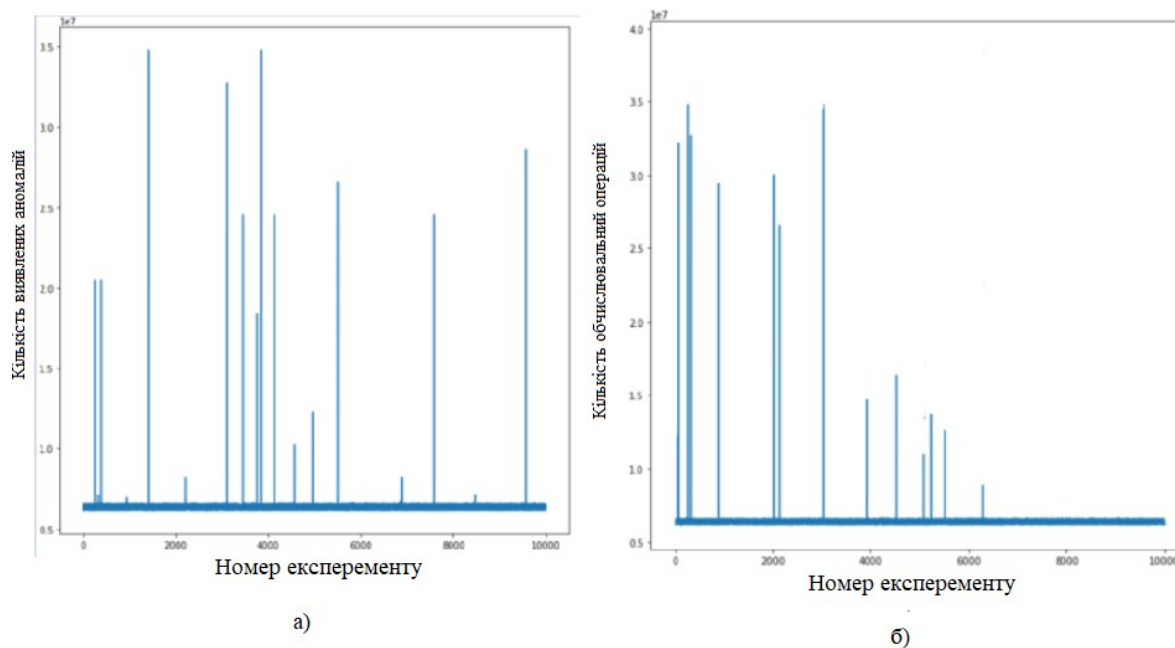 1e7
3.5
3.0
2.5
2.0
1.5
1.0
0.5
0 2000 4000 6000 8000 10000
Кількість виявлених аномалій
Номер експеременту
а)
1e7
4.0
3.5
3.0
2.5
2.0
1.5
1.0
0.5
0 2000 4000 6000 8000 10000
Кількість обчислювальний операцій
Номер експеременту
б)